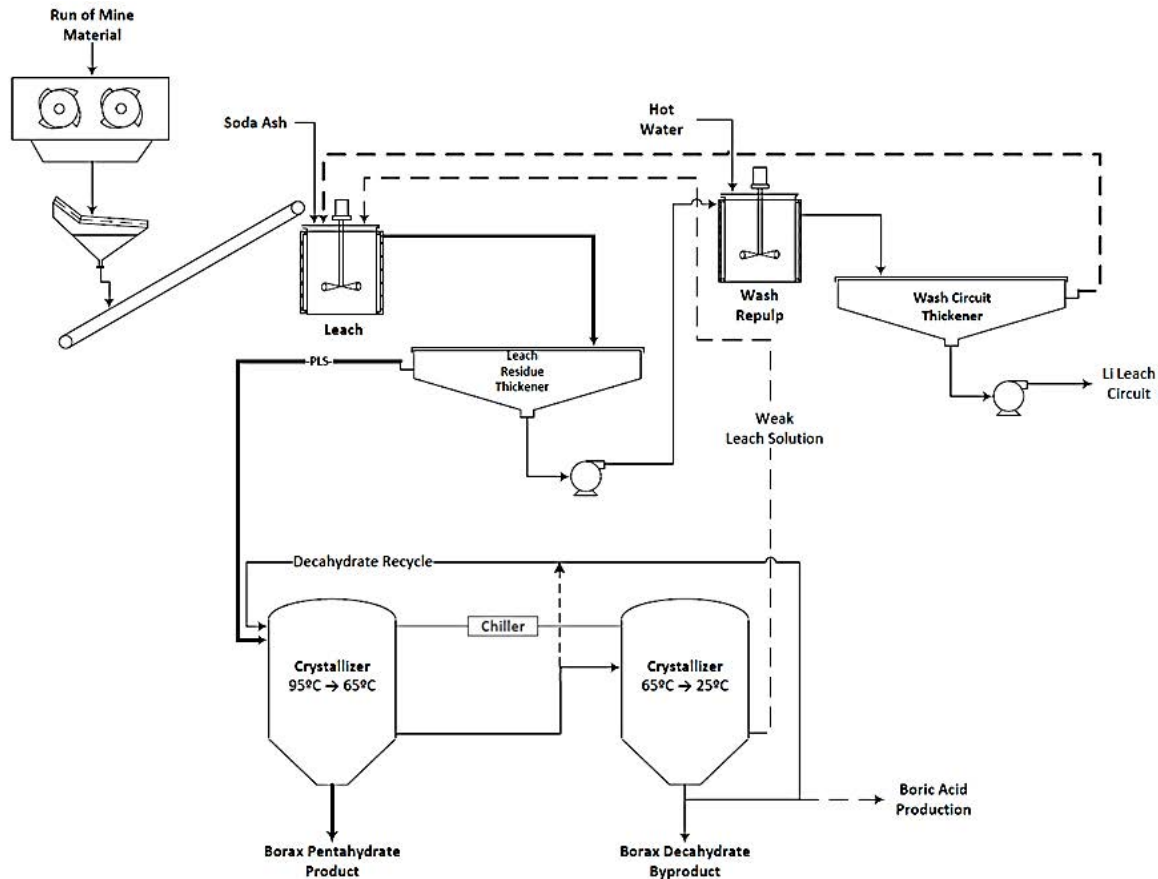 Run of Mine
Material
Soda Ash
Hot
Water
Leach
Wash
Repulp
Wash Circuit
Thickener
-PLS-
Leach
Residue
Thickener
Li Leach
Circuit
Weak
Leach Solution
Decahydrate Recycle
Chiller
Crystallizer
95ºC → 65ºC
Crystallizer
65ºC → 25ºC
Boric Acid
Production
Borax Pentahydrate
Product
Borax Decahydrate
Byproduct